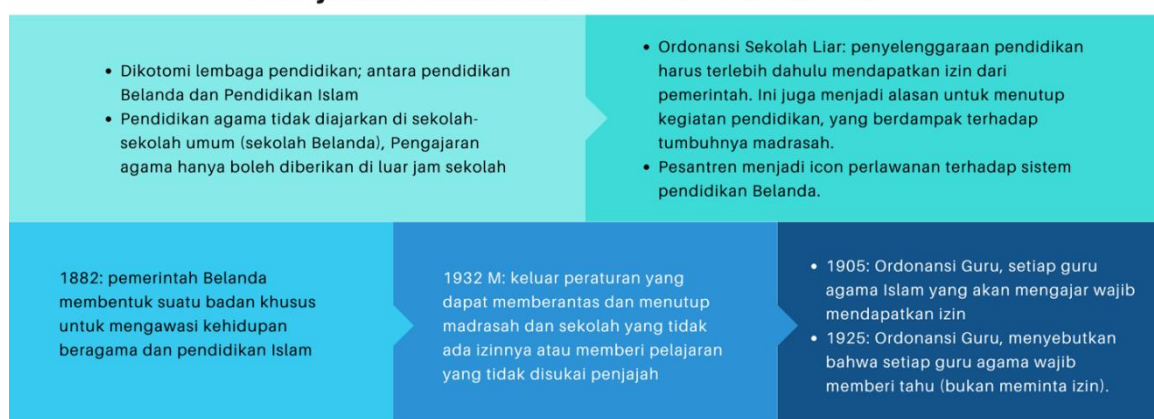 • Dikotomi lembaga pendidikan; antara pendidikan
Belanda dan Pendidikan Islam
• Pendidikan agama tidak diajarkan di sekolah-
sekolah umum (sekolah Belanda), Pengajaran
agama hanya boleh diberikan di luar jam sekolah
• Ordonansi Sekolah Liar: penyelenggaraan pendidikan
harus terlebih dahulu mendapatkan izin dari
pemerintah. Ini juga menjadi alasan untuk menutup
kegiatan pendidikan, yang berdampak terhadap
tumbuhnya madrasah.
• Pesantren menjadi icon perlawanan terhadap sistem
pendidikan Belanda.
1882: pemerintah Belanda
membentuk suatu badan khusus
untuk mengawasi kehidupan
beragama dan pendidikan Islam
1932 M: keluar peraturan yang
dapat memberantas dan menutup
madrasah dan sekolah yang tidak
ada izinnya atau memberi pelajaran
yang tidak disukai penjajah
• 1905: Ordonansi Guru, setiap guru
agama Islam yang akan mengajar wajib
mendapatkan izin
• 1925: Ordonansi Guru, menyebutkan
bahwa setiap guru agama wajib
memberi tahu (bukan meminta izin).